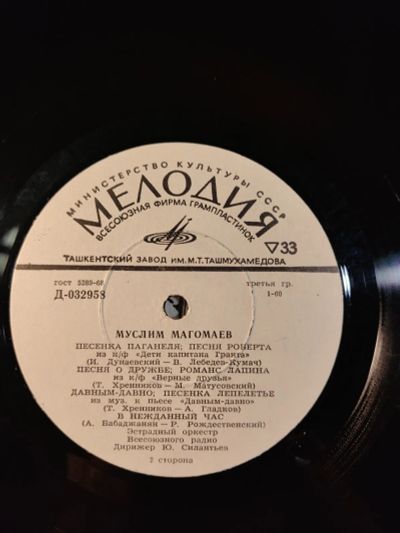 МИНИСТЕРСТВО КУЛЬТУРЫ СССР
МЕЛОДИЯ
ВСЕСОЮЗНАЯ ФИРМА ГРАМПЛАСТИНОК
▽33
ТАШКЕНТСКИЙ ЗАВОД ИМ.М.Т.ТАШМУХАМЕДОВА
гост 5289-68
третья гр.
Д-032958
1-00
МУСЛИМ МАГОМАЕВ
ПЕСЕНКА ПАГАНЕЛЯ; ПЕСНЯ РОБЕРТА
из к/ф «Дети капитана Гранта»
(И. Дунаевский — В. Лебедев-Кумач)
ПЕСНЯ О ДРУЖБЕ; РОМАНС ЛАПИНА
из к/ф «Верные друзья»
(Т. Хренников — М. Матусовский)
ДАВНЫМ-ДАВНО; ПЕСЕНКА ЛЕПЕЛЕТЬЕ
из муз. к пьесе «Давным-давно»
(Т. Хренников — А. Гладков)
В НЕЖДАННЫЙ ЧАС
(А. Бабаджанян — Р. Рождественский)
Эстрадный оркестр
Всесоюзного радио
Дирижер Ю. Силантьев
2 сторона